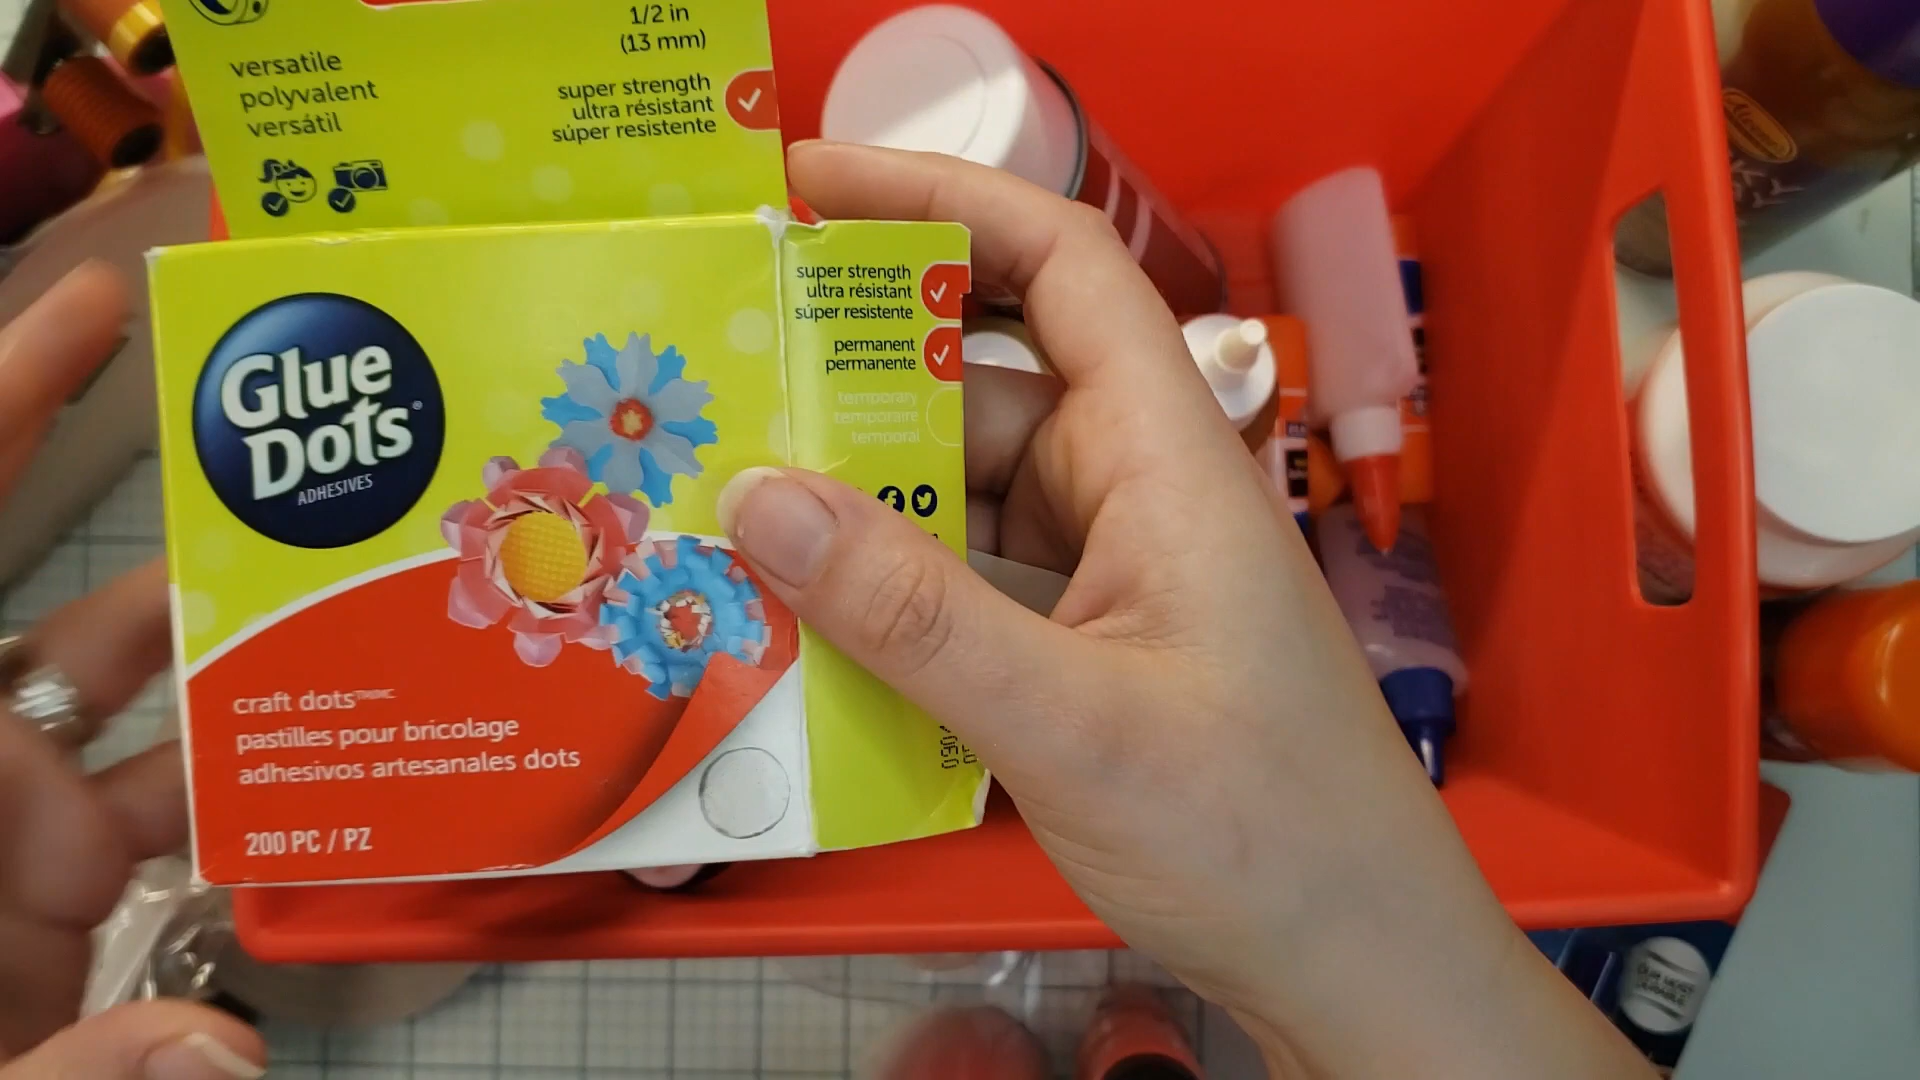 1/2 in
(13 mm)
versatile
polyvalent
versátil
super strength
ultra résistant
súper resistente
Glue
Dots®
ADHESIVES
craft dots
pastilles pour bricolage
adhesivos artesanales dots
200 PC / PZ
super strength
ultra résistant
súper resistente
permanent
permanente
temporary
temporaire
temporal